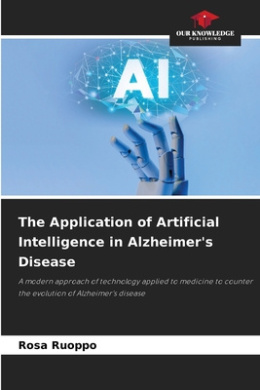 OUR KNOWLEDGE
PUBLISHING
AI
The Application of Artificial
Intelligence in Alzheimer's
Disease
A modern approach of technology applied to medicine to counter
the evolution of Alzheimer's disease
Rosa Ruoppo